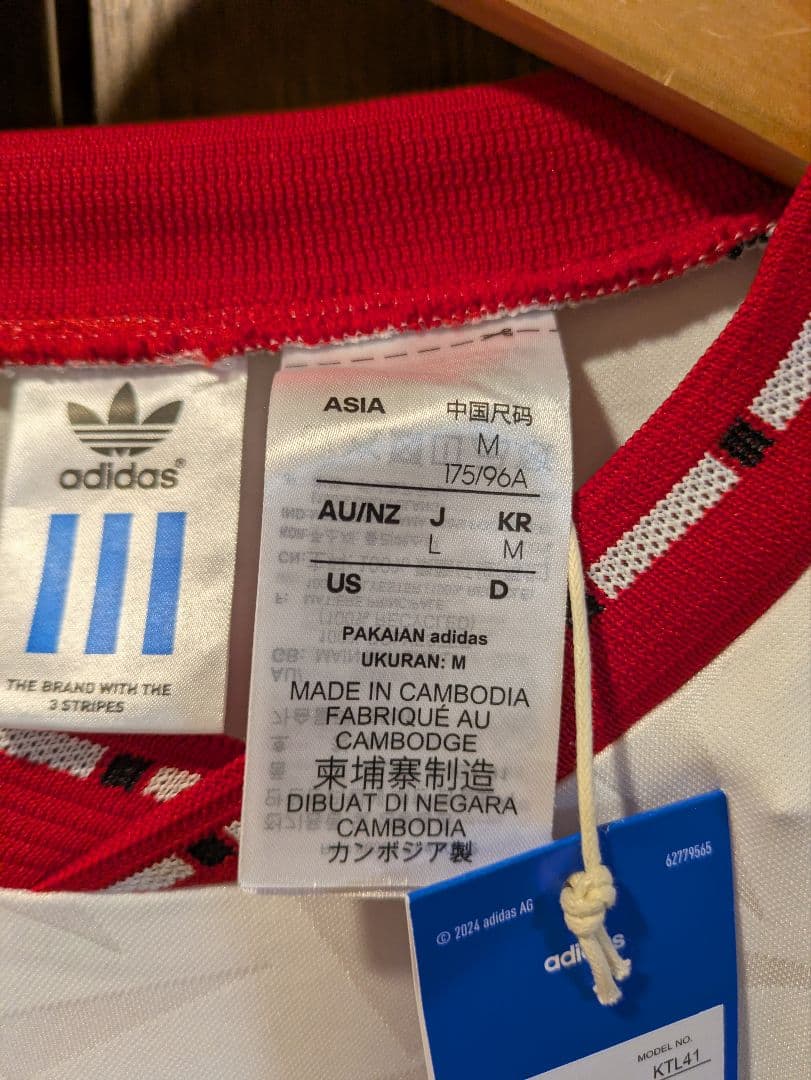 adidas
THE BRAND WITH THE
3 STRIPES
ASIA 中国尺码
M
175/96A
AU/NZ J KR
L M
US D
PAKAIAN adidas
UKURAN: M
MADE IN CAMBODIA
FABRIQUÉ AU
CAMBODGE
柬埔寨制造
DIBUAT DI NEGARA
CAMBODIA
カンボジア製
62779565
© 2024 adidas AG
adidas
MODEL NO.
KTL41